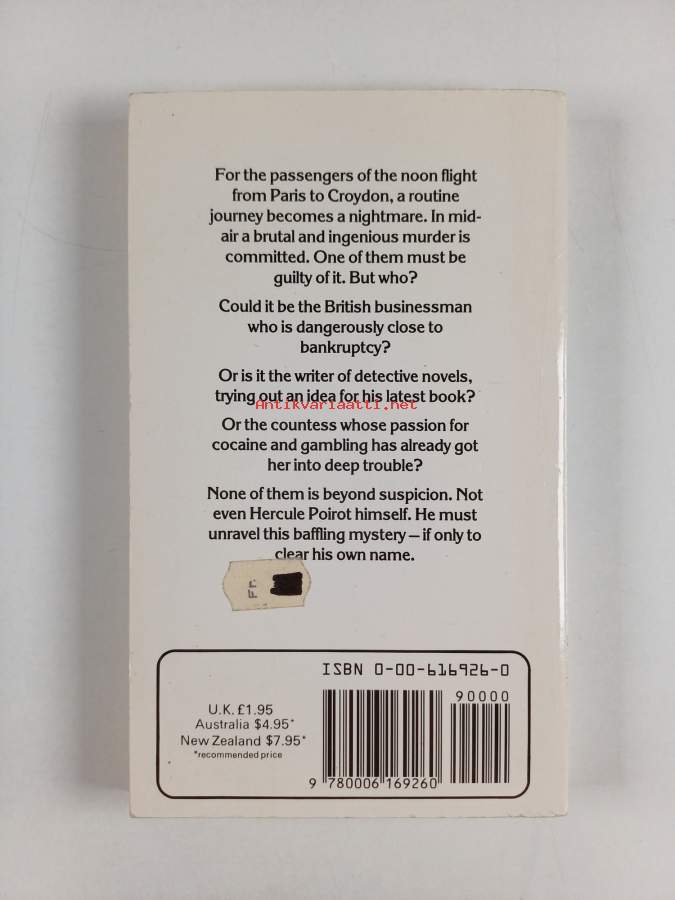 For the passengers of the noon flight
from Paris to Croydon, a routine
journey becomes a nightmare. In mid-
air a brutal and ingenious murder is
committed. One of them must be
guilty of it. But who?
Could it be the British businessman
who is dangerously close to
bankruptcy?
Or is it the writer of detective novels,
trying out an idea for his latest book?
Antikvariaatti.net
Or the countess whose passion for
cocaine and gambling has already got
her into deep trouble?
None of them is beyond suspicion. Not
even Hercule Poirot himself. He must
unravel this baffling mystery – if only to
clear his own name.
ISBN 0-00-616926-0
90000
U.K. £1.95
Australia $4.95*
New Zealand $7.95*
*recommended price
9 780006 169260